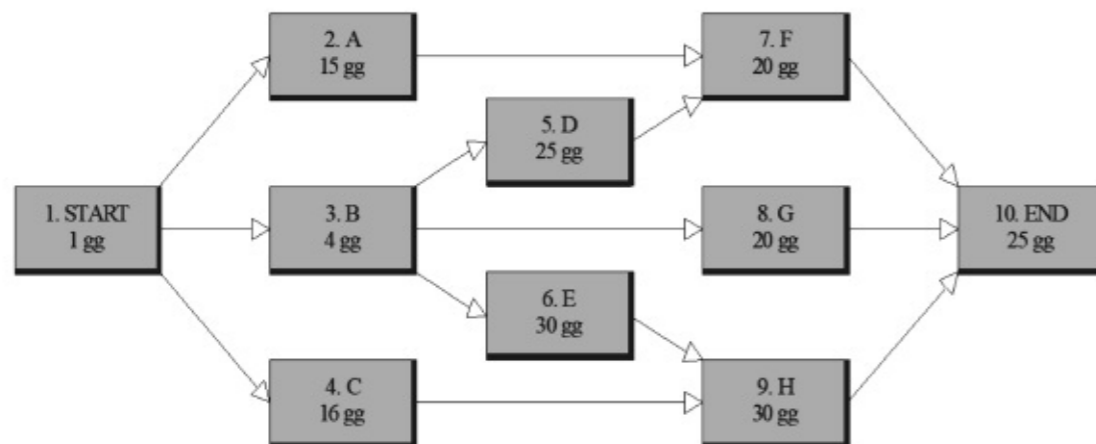 2. A
15 gg
7. F
20 gg
5. D
25 gg
1. START
1 gg
3. B
4 gg
8. G
20 gg
10. END
25 gg
6. E
30 gg
4. C
16 gg
9. H
30 gg